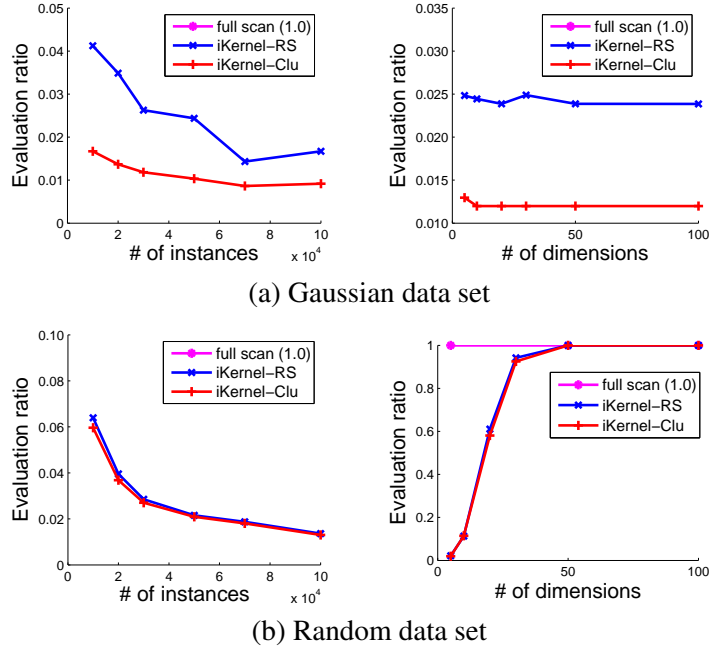 0.05
0.04
0.03
0.02
0.01
0
Evaluation ratio
full scan (1.0)
iKernel−RS
iKernel−Clu
0 2 4 6 8 10
# of instances
x 10^4
0.035
0.030
0.025
0.020
0.015
0.010
Evaluation ratio
full scan (1.0)
iKernel−RS
iKernel−Clu
0 50 100
# of dimensions
(a) Gaussian data set
0.10
0.08
0.06
0.04
0.02
0
Evaluation ratio
full scan (1.0)
iKernel−RS
iKernel−Clu
0 2 4 6 8 10
# of instances
x 10^4
1
0.8
0.6
0.4
0.2
0
Evaluation ratio
full scan (1.0)
iKernel−RS
iKernel−Clu
0 50 100
# of dimensions
(b) Random data set